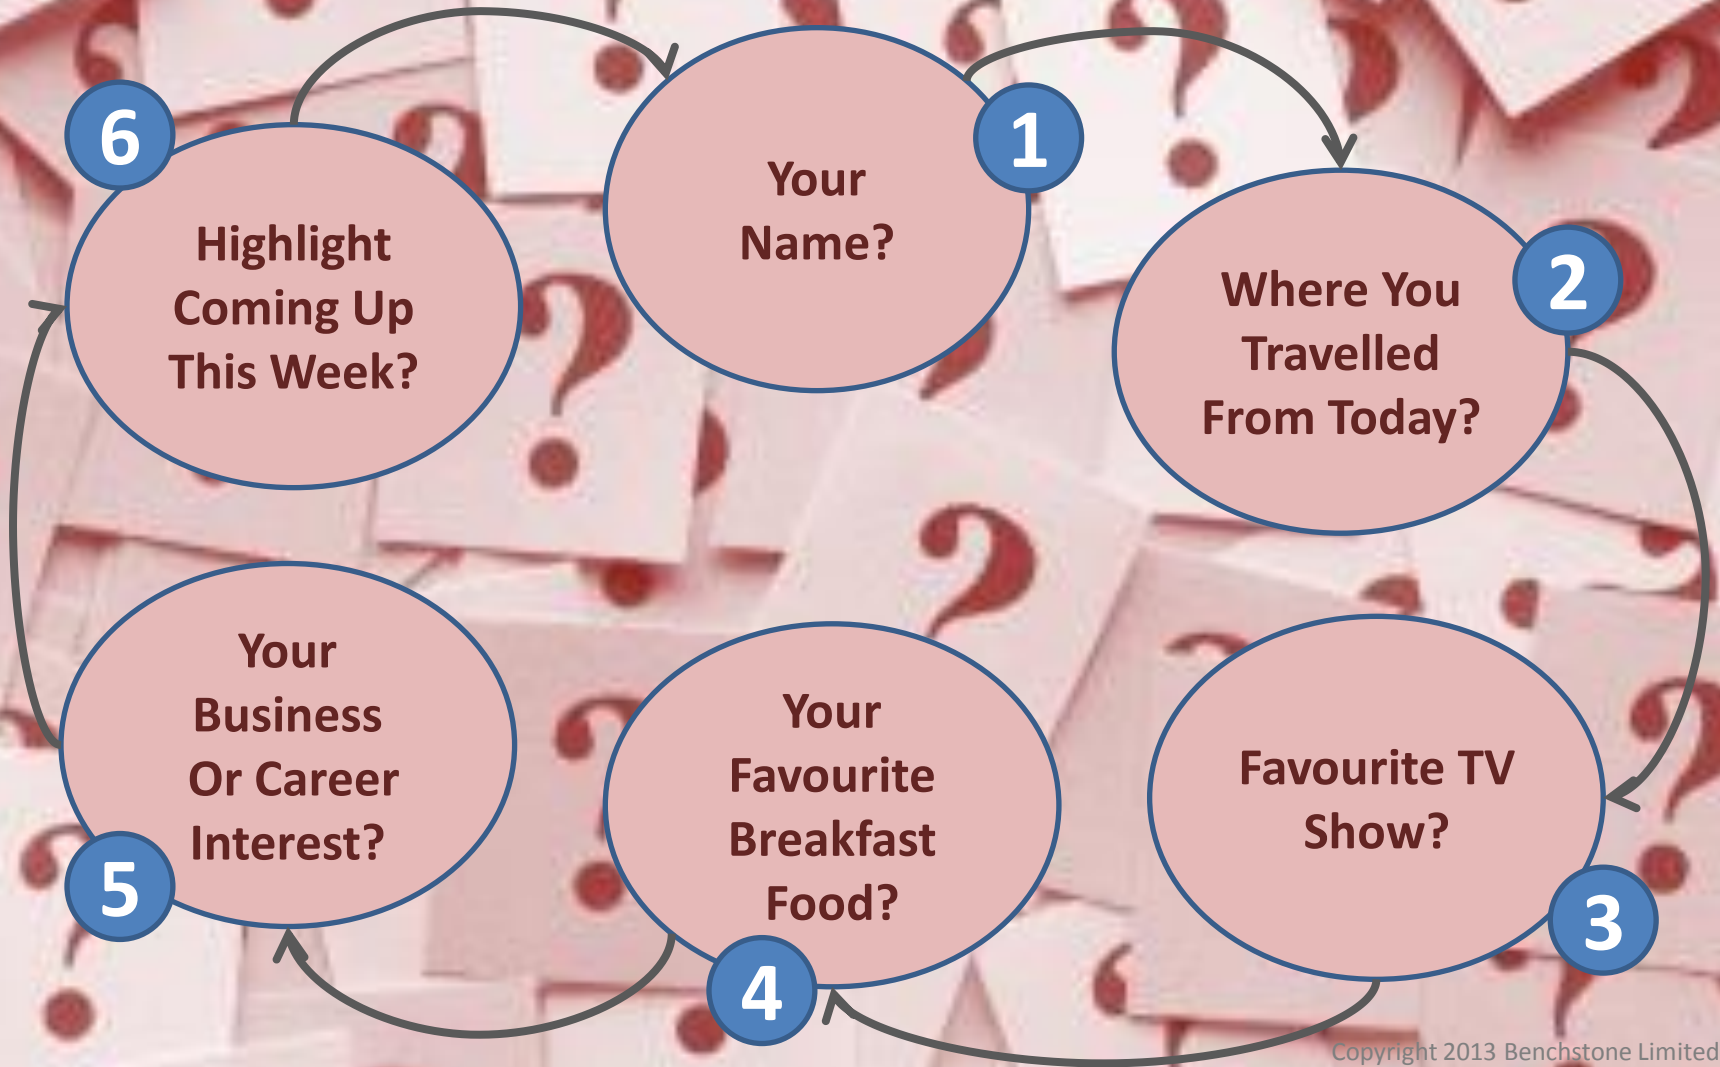 1
Your
Name?
2
Where You
Travelled
From Today?
3
Favourite TV
Show?
4
Your
Favourite
Breakfast
Food?
5
Your
Business
Or Career
Interest?
6
Highlight
Coming Up
This Week?
Copyright 2013 Benchstone Limited